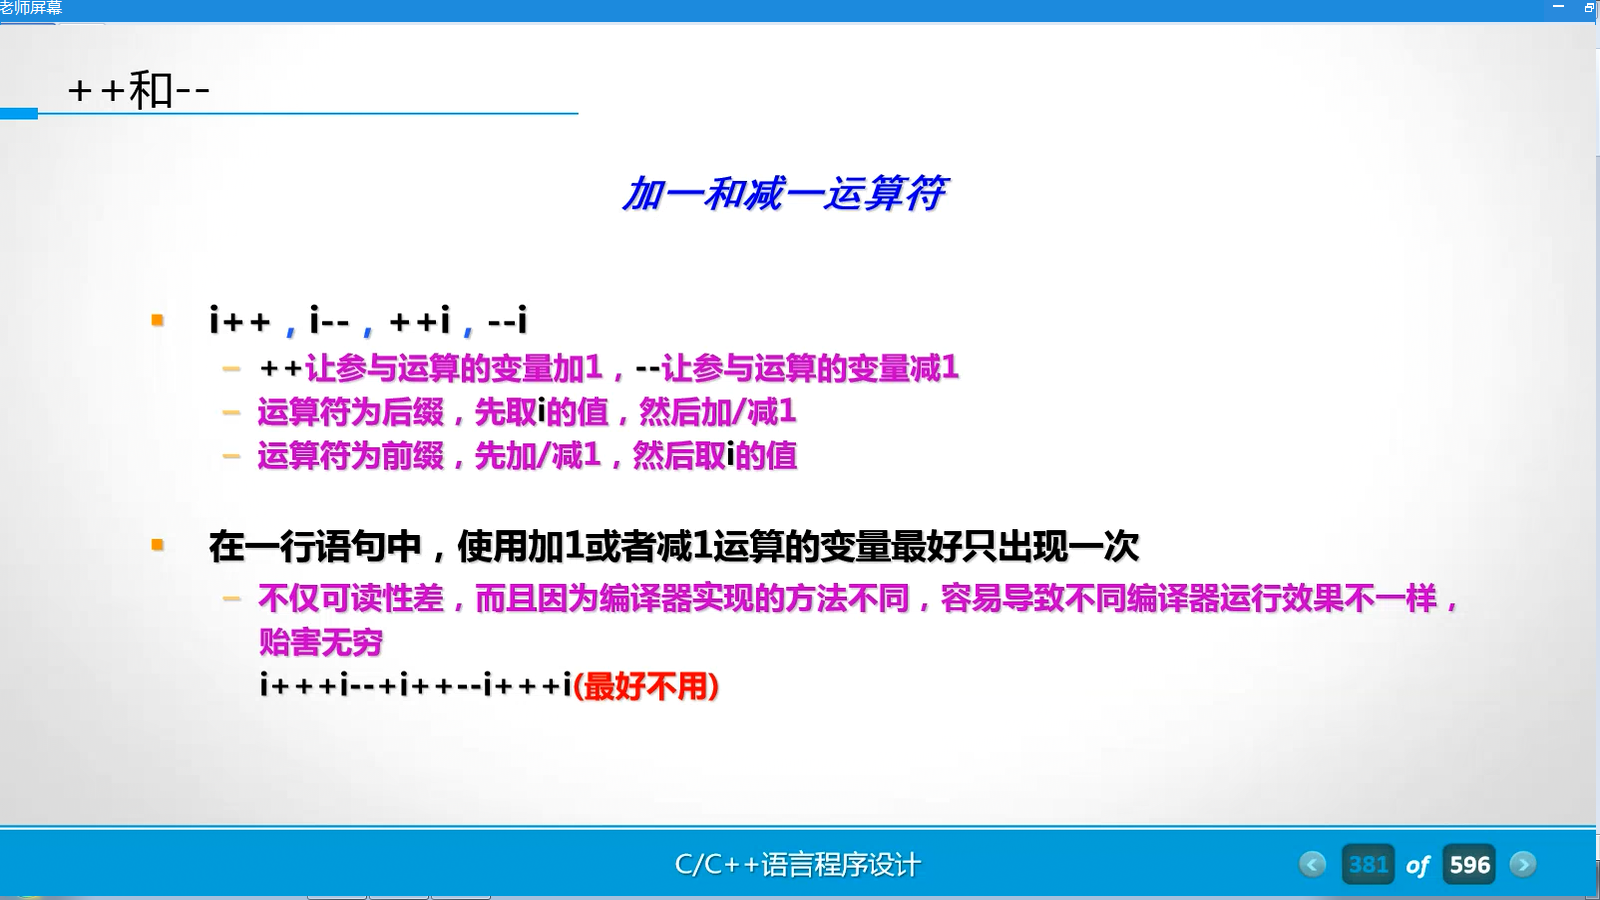 老师屏幕
++和--
加一和减一运算符
i++，i--，++i，--i
++让参与运算的变量加1，--让参与运算的变量减1
运算符为后缀，先取i的值，然后加/减1
运算符为前缀，先加/减1，然后取i的值
在一行语句中，使用加1或者减1运算的变量最好只出现一次
不仅可读性差，而且因为编译器实现的方法不同，容易导致不同编译器运行效果不一样，
贻害无穷
i+++i--+i++--i+++i(最好不用)
C/C++语言程序设计
381 of 596